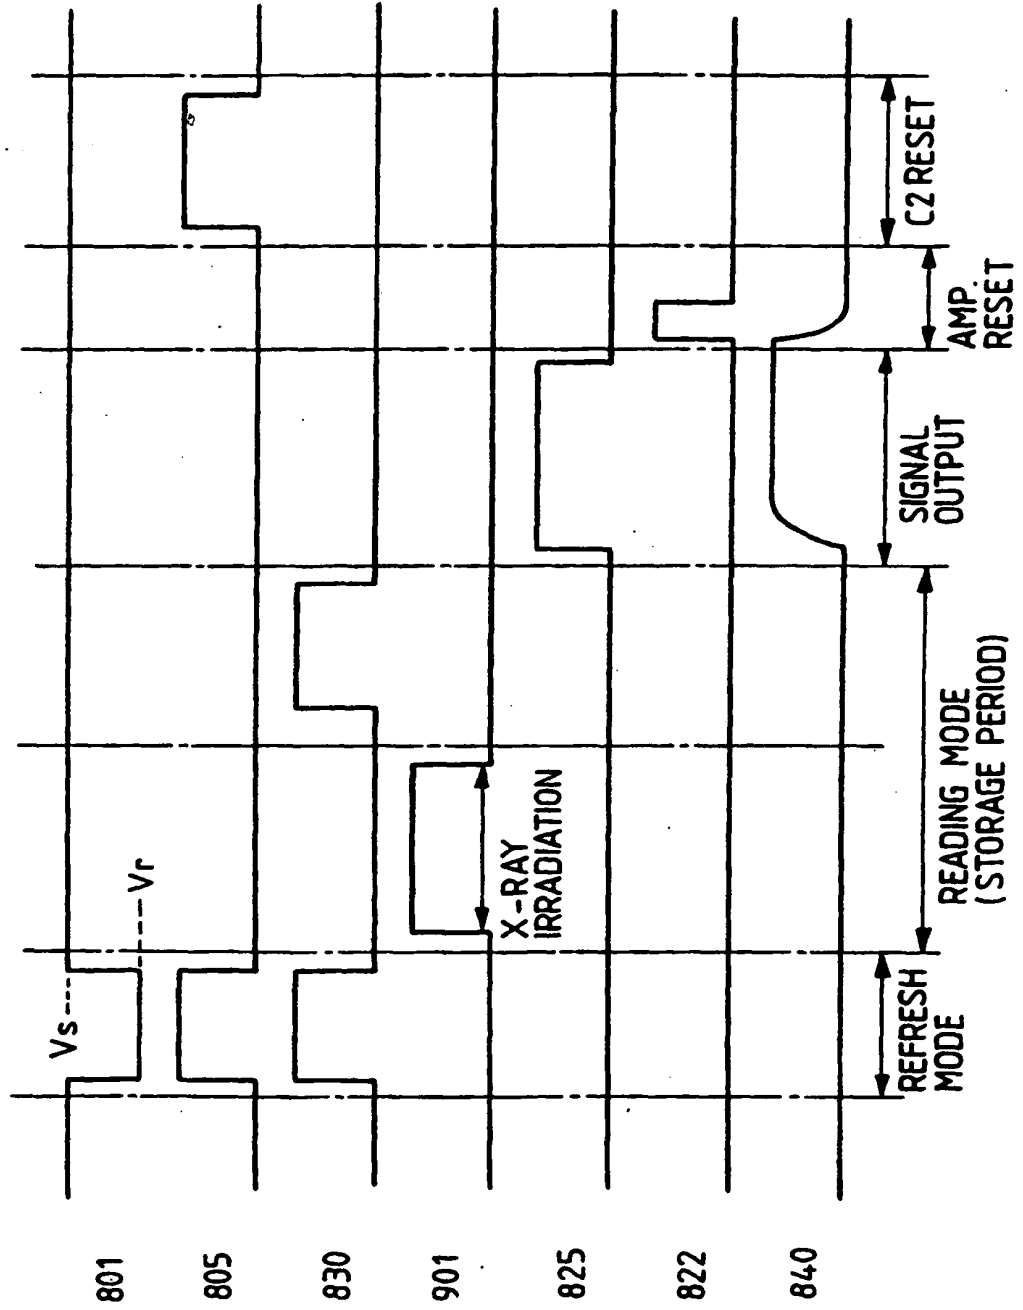 801
805
830
901
825
822
840
Vs
Vr
X-RAY
IRRADIATION
REFRESH
MODE
READING MODE
(STORAGE PERIOD)
SIGNAL
OUTPUT
AMP.
RESET
C2 RESET